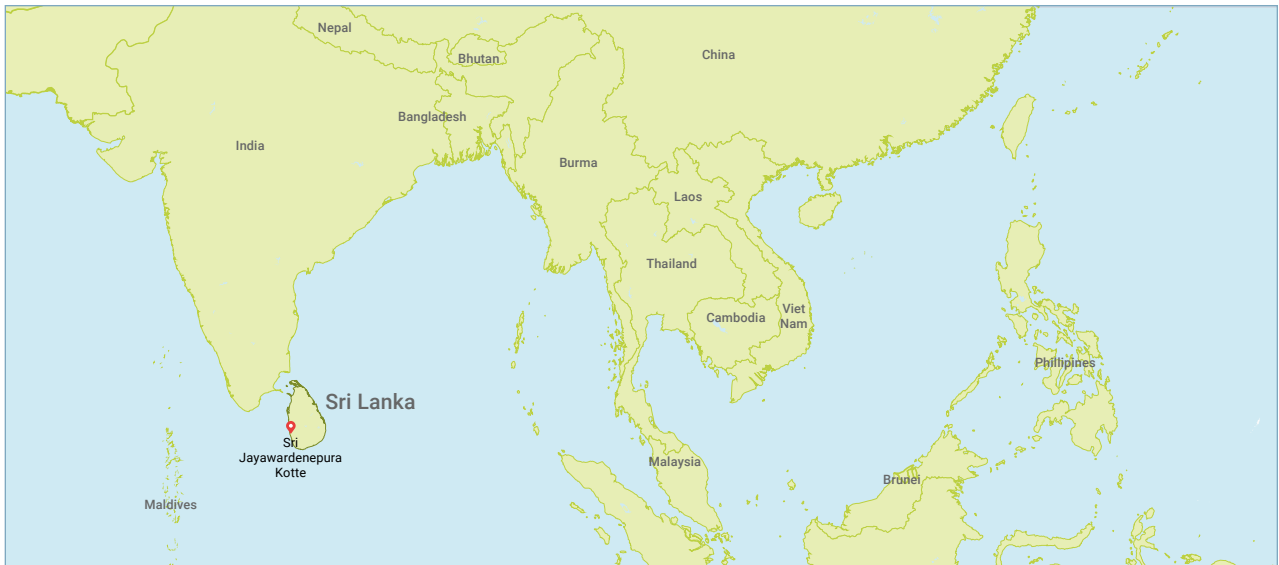 Nepal
China
Bhutan
Bangladesh
India
Burma
Laos
Thailand
Viet
Nam
Cambodia
Phillipines
Sri Lanka
Sri
Jayawardenepura
Kotte
Malaysia
Brunei
Maldives